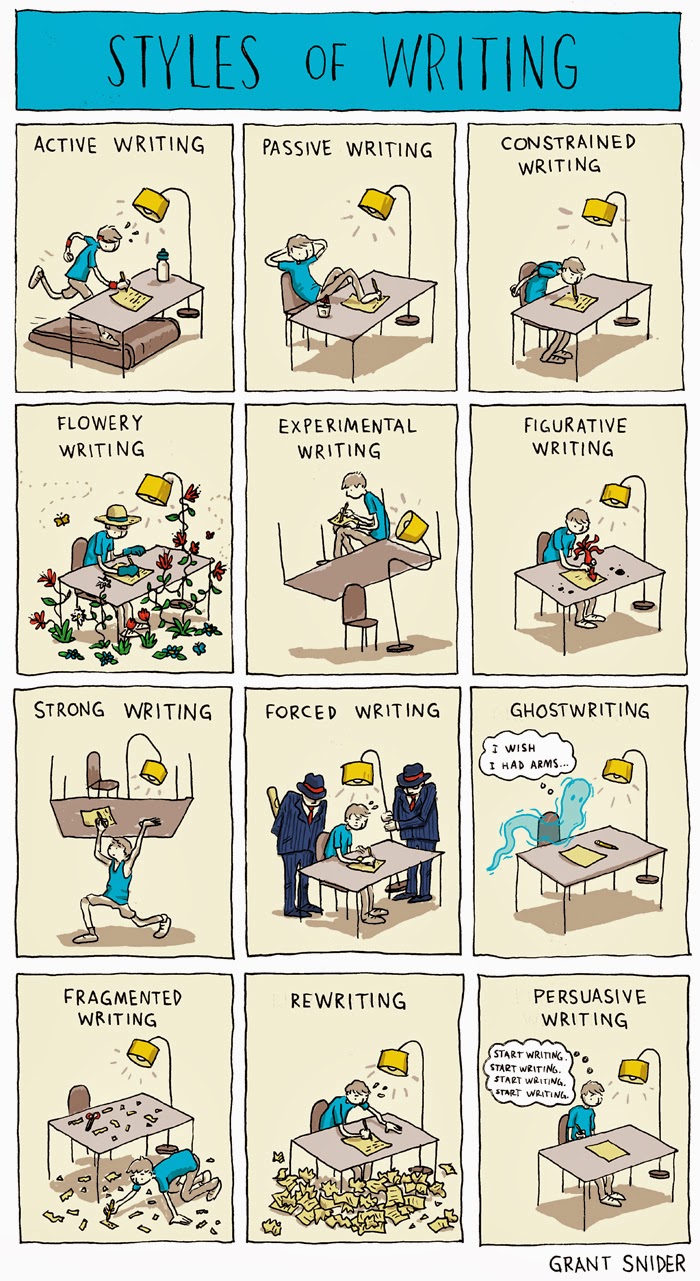 STYLES OF WRITING
ACTIVE WRITING
PASSIVE WRITING
CONSTRAINED
WRITING
FLOWERY
WRITING
EXPERIMENTAL
WRITING
FIGURATIVE
WRITING
STRONG WRITING
FORCED WRITING
GHOSTWRITING
I WISH
I HAD ARMS...
FRAGMENTED
WRITING
REWRITING
PERSUASIVE
WRITING
START WRITING.
START WRITING.
START WRITING.
START WRITING.
GRANT SNIDER